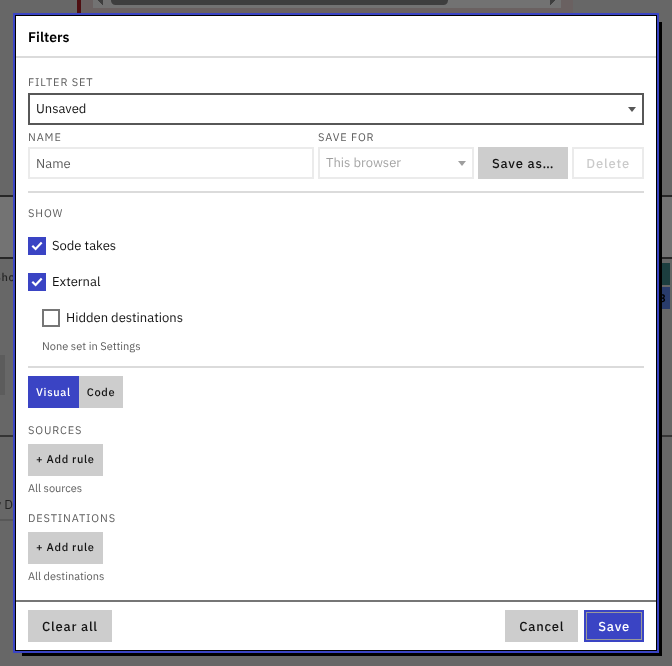 Filters
FILTER SET
Unsaved
NAME
SAVE FOR
Name
This browser
Save as...
Delete
SHOW
Sode takes
External
Hidden destinations
None set in Settings
Visual
Code
SOURCES
+ Add rule
All sources
DESTINATIONS
+ Add rule
All destinations
Clear all
Cancel
Save